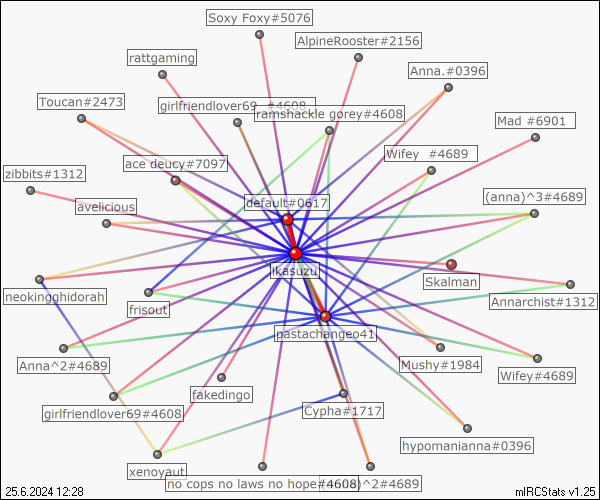 Soxy Foxy#5076
AlpineRooster#2156
rattgaming
Anna.#0396
Toucan#2473
girlfriendlover69 #4608
ramshackle gorey#4608
Mad #6901
ace deucy#7097
Wifey #4689
zibbits#1312
(anna)^3#4689
avelicious
default#0617
ikasuzu
Skalman
neokingghidorah
frisout
Annarchist#1312
pastachangeo41
Anna^2#4689
Mushy#1984
Wifey#4689
fakedingo
girlfriendlover69#4608
Cypha#1717
hypomanianna#0396
xenoyaut
no cops no laws no hope#4608
)^2#4689
25.6.2024 12:28
mIRCStats v1.25